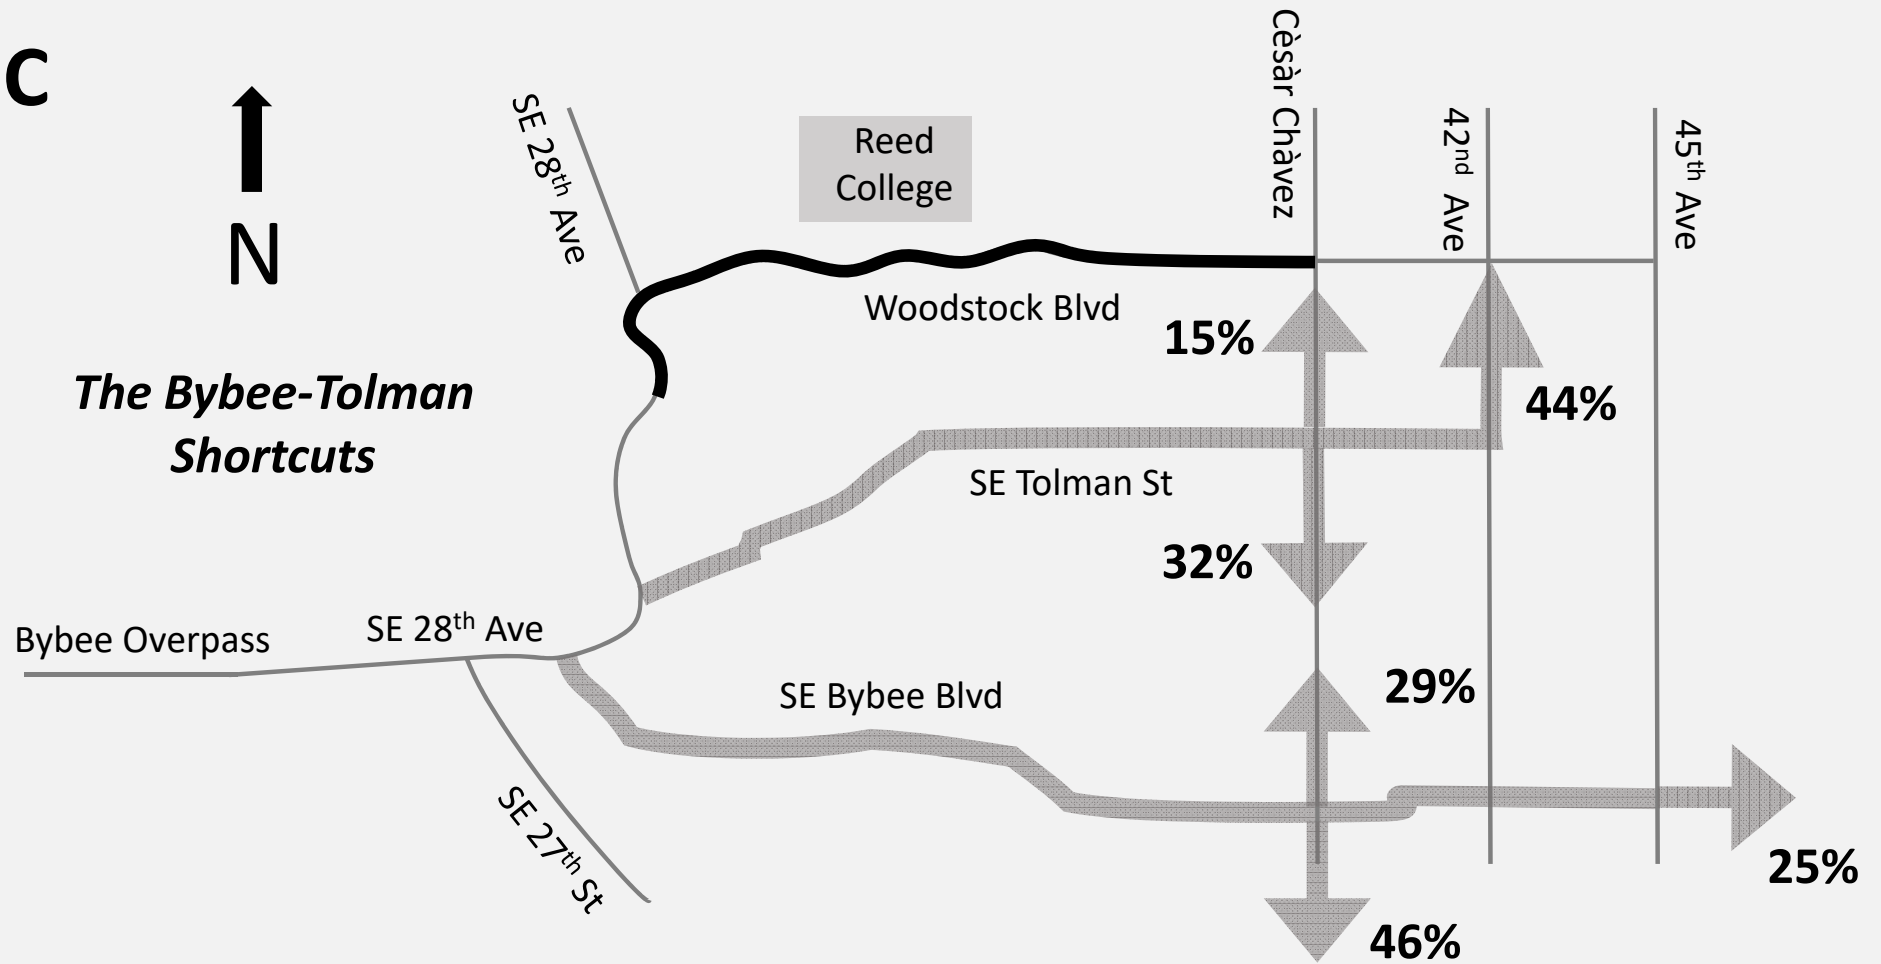 C
N
The Bybee-Tolman
Shortcuts
SE 28th Ave
Reed
College
Cèsàr Chàvez
42nd Ave
45th Ave
Woodstock Blvd
15%
44%
SE Tolman St
32%
Bybee Overpass
SE 28th Ave
29%
SE Bybee Blvd
SE 27th St
25%
46%